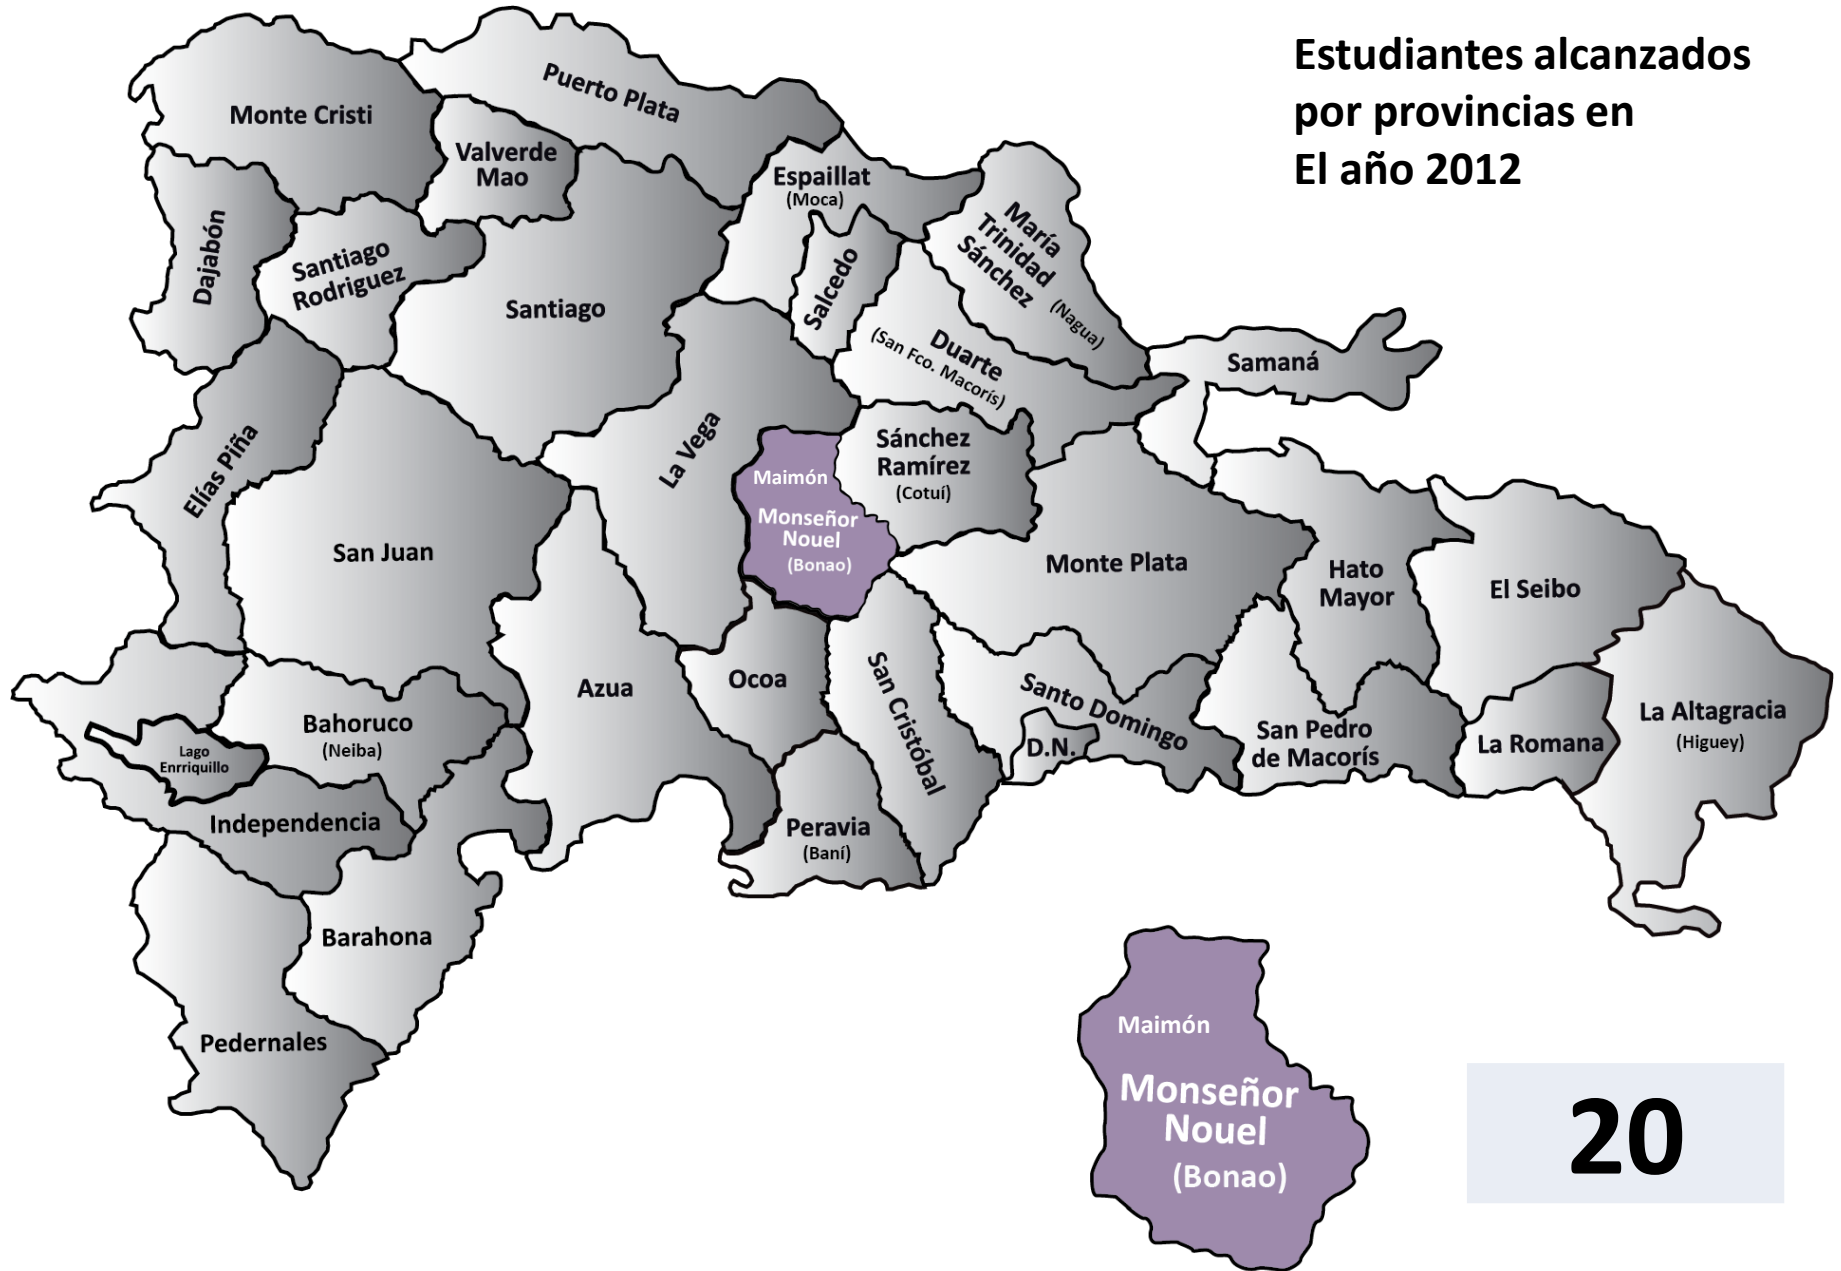 Estudiantes alcanzados
por provincias en
El año 2012
Puerto Plata
Monte Cristi
Valverde
Mao
Espaillat
(Moca)
María
Trinidad
Sánchez
(Nagua)
Dajabón
Santiago
Rodriguez
Santiago
Salcedo
Duarte
(San Fco. Macorís)
Samaná
Elías Piña
La Vega
Sánchez
Ramírez
(Cotuí)
Maimón
Monseñor
Nouel
(Bonao)
San Juan
Monte Plata
Hato
Mayor
El Seibo
Azua
Ocoa
San Cristóbal
Santo Domingo
D.N.
San Pedro
de Macorís
La Romana
La Altagracia
(Higuey)
Bahoruco
(Neiba)
Lago
Enrriquillo
Independencia
Peravia
(Baní)
Barahona
Pedernales
Maimón
Monseñor
Nouel
(Bonao)
20